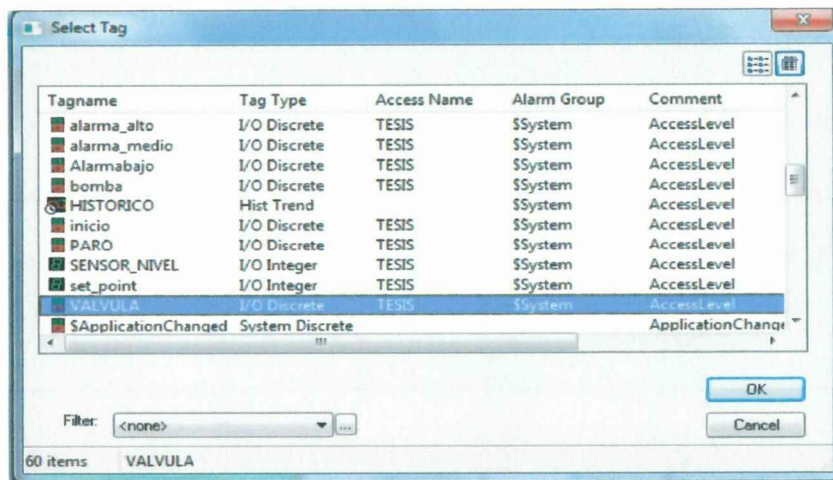 Select Tag
Tagname Tag Type Access Name Alarm Group Comment
alarma_alto I/O Discrete TESIS $System AccessLevel
alarma_medio I/O Discrete TESIS $System AccessLevel
Alarmabajo I/O Discrete TESIS $System AccessLevel
bomba I/O Discrete TESIS $System AccessLevel
HISTORICO Hist Trend $System AccessLevel
inicio I/O Discrete TESIS $System AccessLevel
PARO I/O Discrete TESIS $System AccessLevel
SENSOR_NIVEL I/O Integer TESIS $System AccessLevel
set_point I/O Integer TESIS $System AccessLevel
VALVULA I/O Discrete TESIS $System AccessLevel
$ApplicationChanged System Discrete ApplicationChange
OK
Filter: <none> ...
Cancel
60 items VALVULA